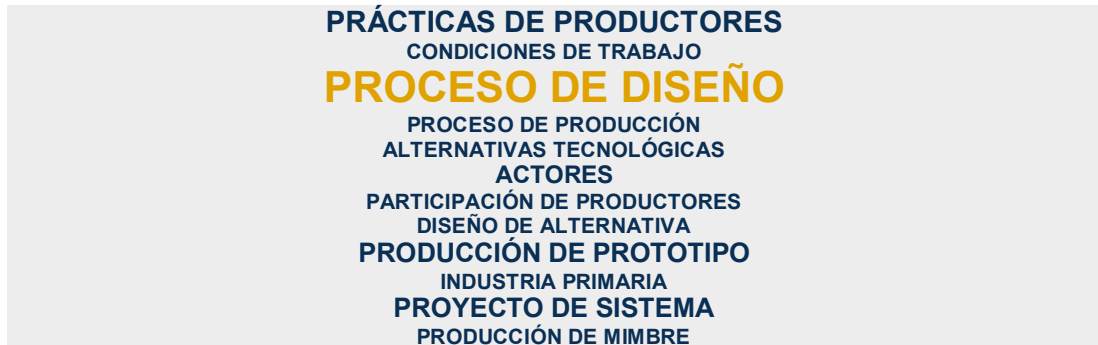 PRÁCTICAS DE PRODUCTORES
CONDICIONES DE TRABAJO
PROCESO DE DISEÑO
PROCESO DE PRODUCCIÓN
ALTERNATIVAS TECNOLÓGICAS
ACTORES
PARTICIPACIÓN DE PRODUCTORES
DISEÑO DE ALTERNATIVA
PRODUCCIÓN DE PROTOTIPO
INDUSTRIA PRIMARIA
PROYECTO DE SISTEMA
PRODUCCIÓN DE MIMBRE